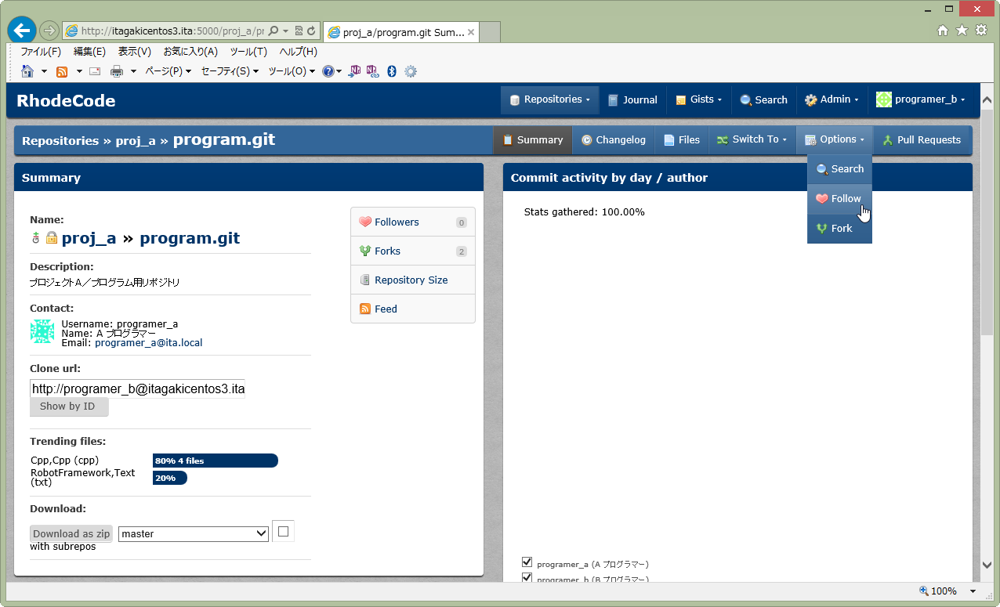 http://itagakicentos3.ita:5000/proj_a/pr
proj_a/program.git Sum...
ファイル(F) 編集(E) 表示(V) お気に入り(A) ツール(T) ヘルプ(H)
ページ(P) セーフティ(S) ツール(O)
RhodeCode
Repositories Journal Gists Search Admin programer_b
Repositories » proj_a » program.git
Summary Changelog Files Switch To Options Pull Requests
Search
Follow
Fork
Summary
Name:
proj_a » program.git
Description:
プロジェクトA／プログラム用リポジトリ
Contact:
Username: programer_a
Name: A プログラマー
Email: programer_a@ita.local
Clone url:
http://programer_b@itagakicentos3.ita
Show by ID
Trending files:
Cpp,Cpp (cpp) 80% 4 files
RobotFramework,Text
(txt) 20%
Download:
Download as zip master
with subrepos
Followers 0
Forks 2
Repository Size
Feed
Commit activity by day / author
Stats gathered: 100.00%
programer_a (A プログラマー)
programer_b (B プログラマー)
100%